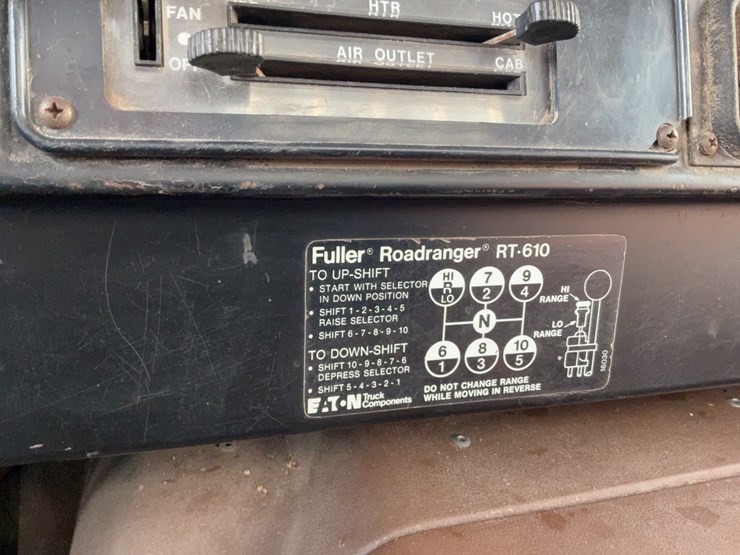 FAN
HTR
HOT
OFF
AIR OUTLET
CAB
Fuller® Roadranger® RT-610
TO UP-SHIFT
• START WITH SELECTOR
IN DOWN POSITION
• SHIFT 1-2-3-4-5
RAISE SELECTOR
• SHIFT 6-7-8-9-10
TO DOWN-SHIFT
• SHIFT 10-9-8-7-6
DEPRESS SELECTOR
• SHIFT 5-4-3-2-1
EAT•N Truck
Components
HI
R
LO
7
2
9
4
N
6
1
8
3
10
5
DO NOT CHANGE RANGE
WHILE MOVING IN REVERSE
HI
RANGE
LO
RANGE
16030